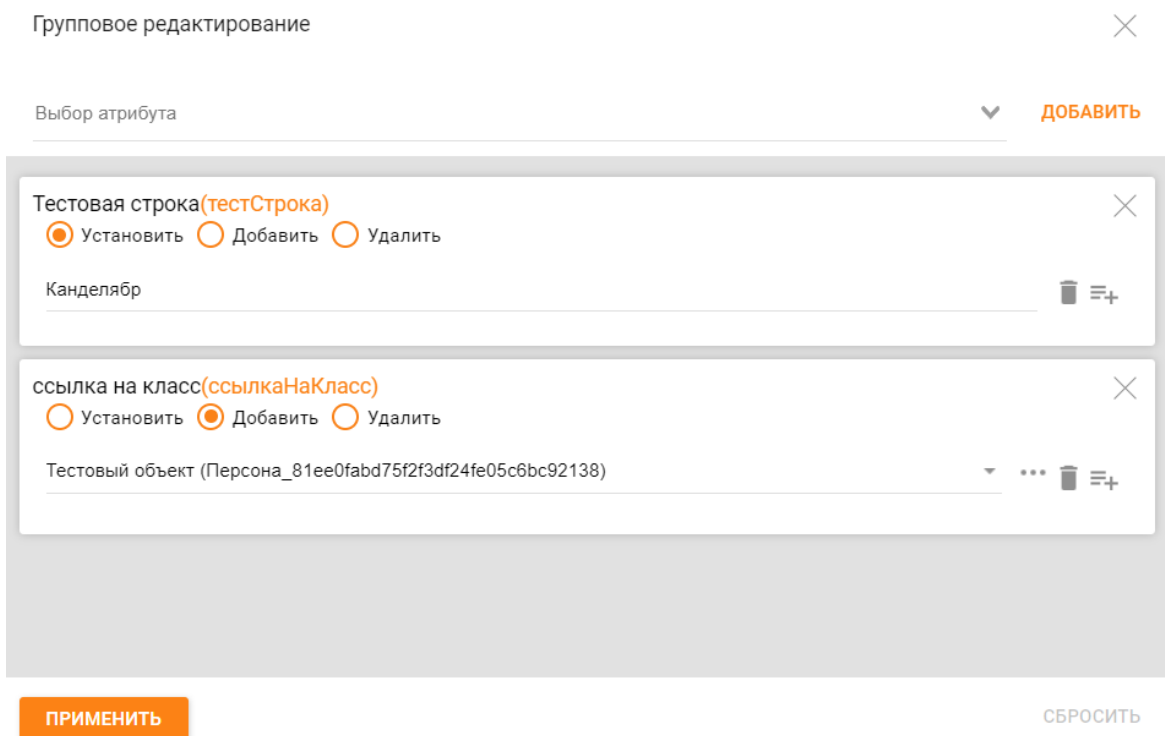 Групповое редактирование
Выбор атрибута ДОБАВИТЬ
Тестовая строка(тестСтрока)
Установить Добавить Удалить
Канделябр
ссылка на класс(ссылкаНаКласс)
Установить Добавить Удалить
Тестовый объект (Персона_81ee0fabd75f2f3df24fe05c6bc92138)
ПРИМЕНИТЬ СБРОСИТЬ